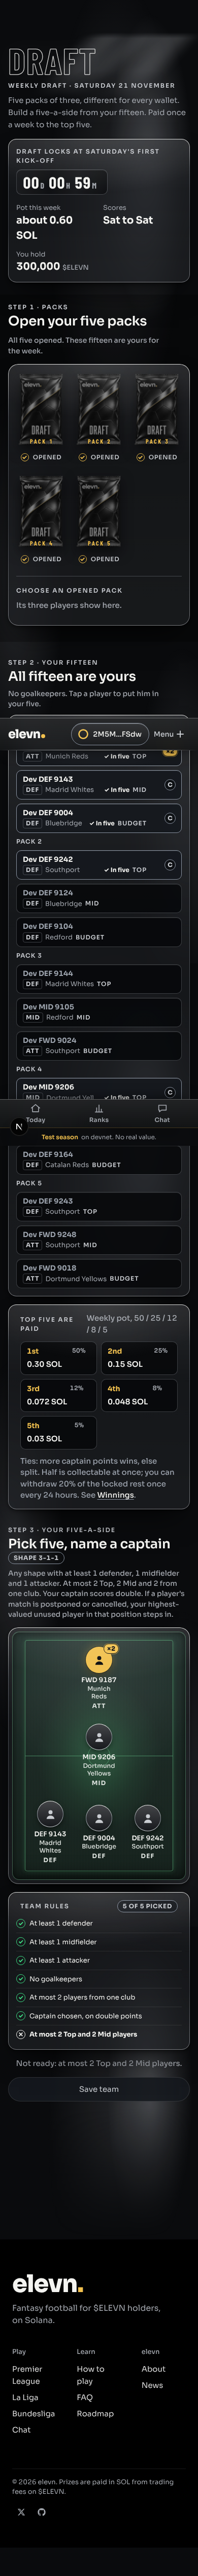 DRAFT
WEEKLY DRAFT · SATURDAY 21 NOVEMBER
Five packs of three, different for every wallet.
Build a five-a-side from your fifteen. Paid once
a week to the top five.
DRAFT LOCKS AT SATURDAY'S FIRST
KICK-OFF
00D 00H 59M
Pot this week
about 0.60
SOL
Scores
Sat to Sat
You hold
300,000 $ELEVN
STEP 1 · PACKS
Open your five packs
All five opened. These fifteen are yours for
the week.
elevn. DRAFT PACK 1
elevn. DRAFT PACK 2
elevn. DRAFT PACK 3
OPENED OPENED OPENED
elevn. DRAFT PACK 4
elevn. DRAFT PACK 5
OPENED OPENED
CHOOSE AN OPENED PACK
Its three players show here.
STEP 2 · YOUR FIFTEEN
All fifteen are yours
No goalkeepers. Tap a player to put him in
your five.
elevn. 2M5M...FSdw Menu
ATT Munich Reds ✓ In five TOP
Dev DEF 9143
DEF Madrid Whites ✓ In five MID C
Dev DEF 9004
DEF Bluebridge ✓ In five BUDGET C
PACK 2
Dev DEF 9242
DEF Southport ✓ In five TOP C
Dev DEF 9124
DEF Bluebridge MID
Dev DEF 9104
DEF Redford BUDGET
PACK 3
Dev DEF 9144
DEF Madrid Whites TOP
Dev MID 9105
MID Redford MID
Dev FWD 9024
ATT Southport BUDGET
PACK 4
Dev MID 9206
MID Dortmund Yell ✓ In five TOP C
Today Ranks Chat
N
Test season on devnet. No real value.
Dev DEF 9164
DEF Catalan Reds BUDGET
PACK 5
Dev DEF 9243
DEF Southport TOP
Dev FWD 9248
ATT Southport MID
Dev FWD 9018
ATT Dortmund Yellows BUDGET
TOP FIVE ARE
PAID
Weekly pot, 50 / 25 / 12
/ 8 / 5
1st 50%
0.30 SOL
2nd 25%
0.15 SOL
3rd 12%
0.072 SOL
4th 8%
0.048 SOL
5th 5%
0.03 SOL
Ties: more captain points wins, else
split. Half is collectable at once; you can
withdraw 20% of the locked rest once
every 24 hours. See Winnings.
STEP 3 · YOUR FIVE-A-SIDE
Pick five, name a captain
SHAPE 3-1-1
Any shape with at least 1 defender, 1 midfielder
and 1 attacker. At most 2 Top, 2 Mid and 2 from
one club. Your captain scores double. If a player's
match is postponed or cancelled, your highest-
valued unused player in that position steps in.
×2
FWD 9187
Munich
Reds
ATT
MID 9206
Dortmund
Yellows
MID
DEF 9143
Madrid
Whites
DEF
DEF 9004
Bluebridge
DEF
DEF 9242
Southport
DEF
TEAM RULES 5 OF 5 PICKED
At least 1 defender
At least 1 midfielder
At least 1 attacker
No goalkeepers
At most 2 players from one club
Captain chosen, on double points
At most 2 Top and 2 Mid players
Not ready: at most 2 Top and 2 Mid players.
Save team
elevn.
Fantasy football for $ELEVN holders,
on Solana.
Play
Premier
League
La Liga
Bundesliga
Chat
Learn
How to
play
FAQ
Roadmap
elevn
About
News
© 2026 elevn. Prizes are paid in SOL from trading
fees on $ELEVN.